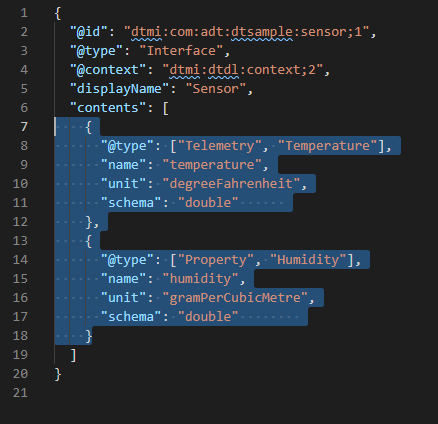 1 {
2   "@id": "dtmi:com:adt:dtsample:sensor;1",
3   "@type": "Interface",
4   "@context": "dtmi:dtdl:context;2",
5   "displayName": "Sensor",
6   "contents": [
7     {
8       "@type": ["Telemetry", "Temperature"],
9       "name": "temperature",
10       "unit": "degreeFahrenheit",
11       "schema": "double"
12     },
13     {
14       "@type": ["Property", "Humidity"],
15       "name": "humidity",
16       "unit": "gramPerCubicMetre",
17       "schema": "double"
18     }
19   ]
20 }
21